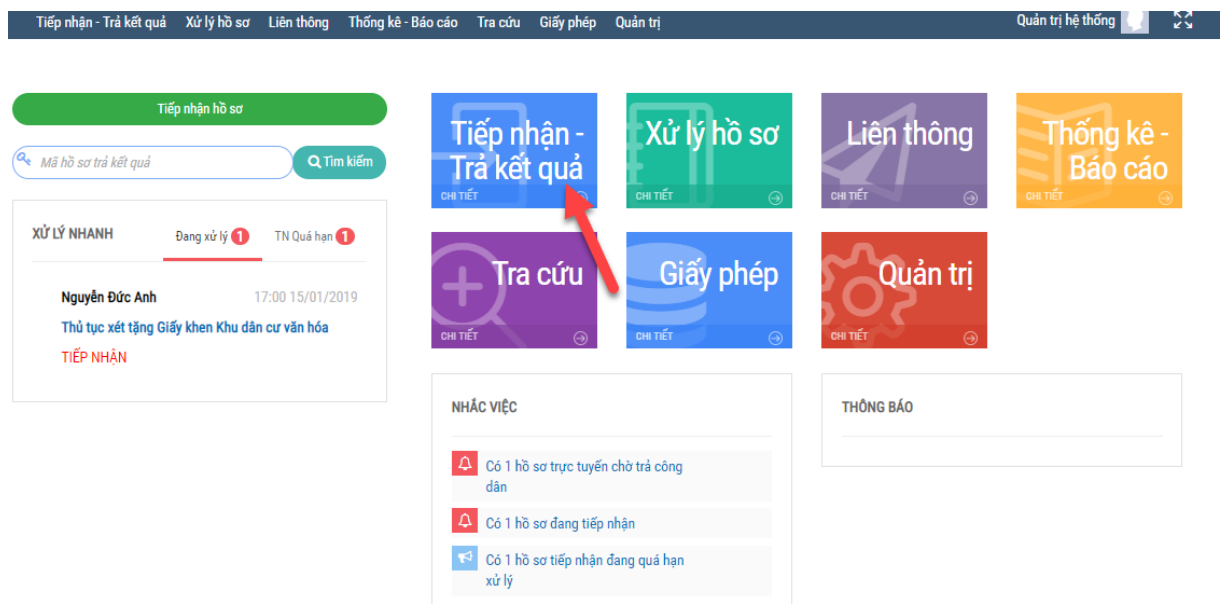 Tiếp nhận - Trả kết quả Xử lý hồ sơ Liên thông Thống kê - Báo cáo Tra cứu Giấy phép Quản trị Quản trị hệ thống
Tiếp nhận hồ sơ
Mã hồ sơ trả kết quả Tìm kiếm
XỬ LÝ NHANH Đang xử lý 1 TN Quá hạn 1
Nguyễn Đức Anh 17:00 15/01/2019
Thủ tục xét tặng Giấy khen Khu dân cư văn hóa
TIẾP NHẬN
Tiếp nhận -
Trả kết quả
CHI TIẾT
Xử lý hồ sơ
CHI TIẾT
Liên thông
CHI TIẾT
Thống kê -
Báo cáo
CHI TIẾT
Tra cứu
CHI TIẾT
Giấy phép
CHI TIẾT
Quản trị
CHI TIẾT
NHẮC VIỆC
Có 1 hồ sơ trực tuyến chờ trả công
dân
Có 1 hồ sơ đang tiếp nhận
Có 1 hồ sơ tiếp nhận đang quá hạn
xử lý
THÔNG BÁO